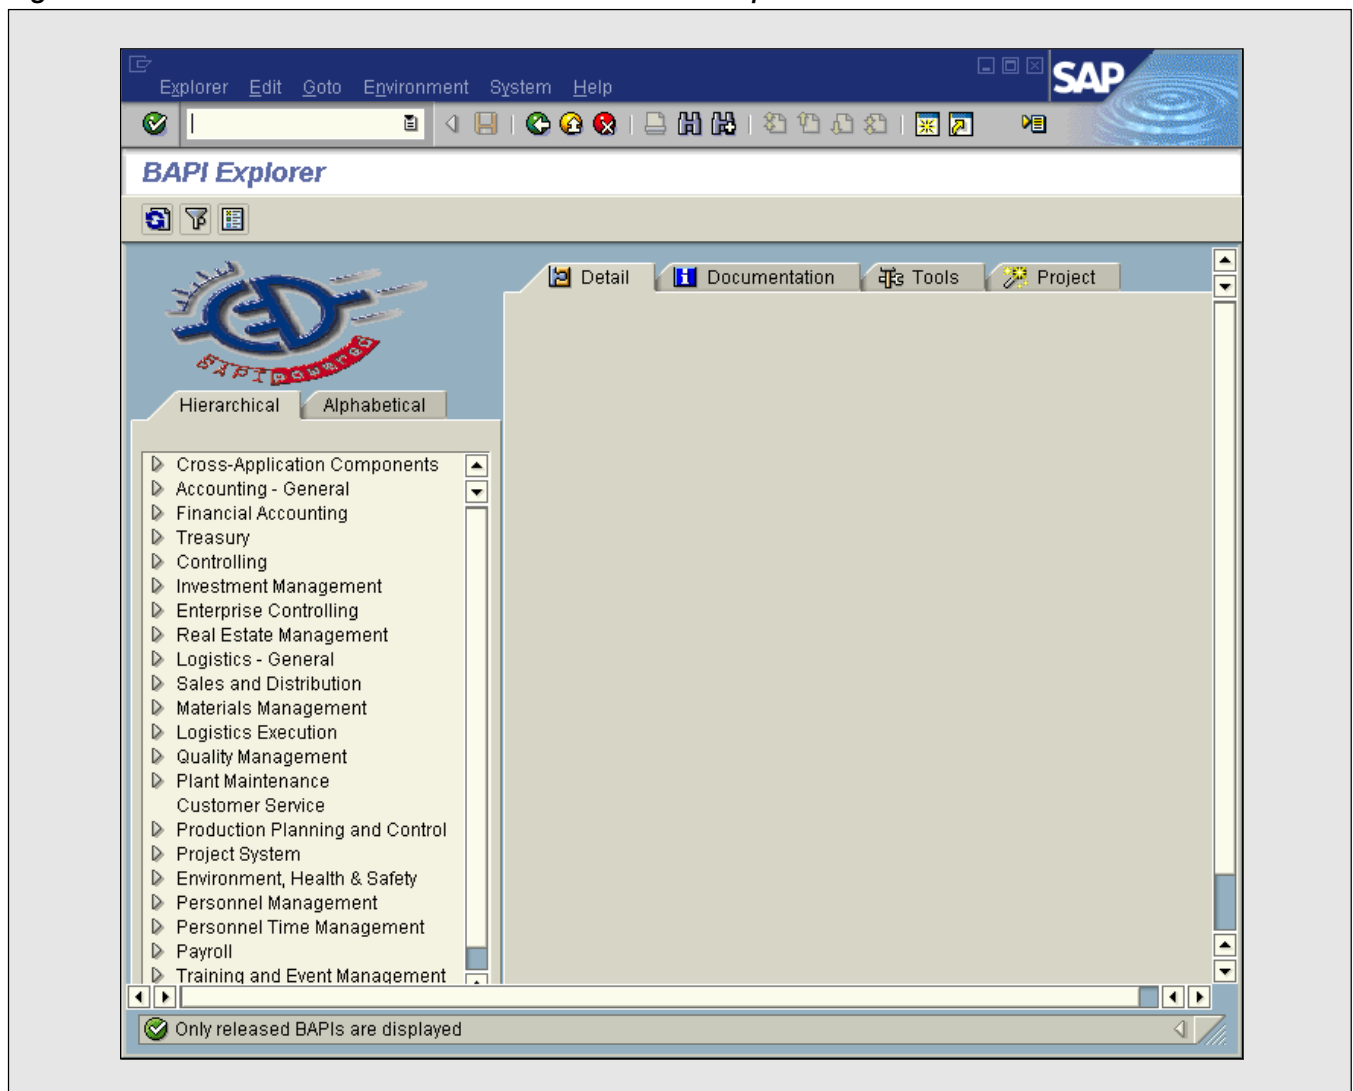 Explorer Edit Goto Environment System Help
SAP
BAPI Explorer
Detail Documentation Tools Project
BAPI powered
Hierarchical Alphabetical
Cross-Application Components
Accounting - General
Financial Accounting
Treasury
Controlling
Investment Management
Enterprise Controlling
Real Estate Management
Logistics - General
Sales and Distribution
Materials Management
Logistics Execution
Quality Management
Plant Maintenance
Customer Service
Production Planning and Control
Project System
Environment, Health & Safety
Personnel Management
Personnel Time Management
Payroll
Training and Event Management
Only released BAPIs are displayed